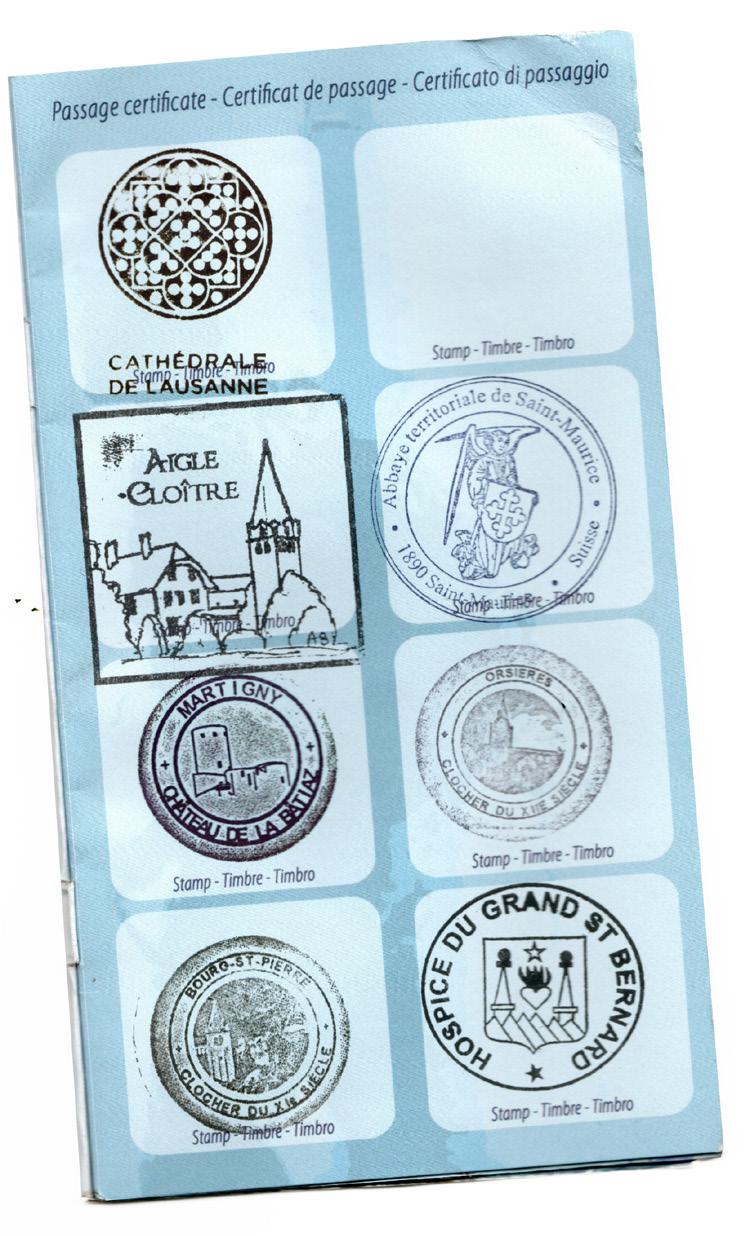 Passage certificate - Certificat de passage - Certificato di passaggio
CATHÉDRALE
DE LAUSANNE
Stamp - Timbre - Timbro
Stamp - Timbre - Timbro
AIGLE
CLOÎTRE
Timbre - Timbro
Abbaye territoriale de Saint-Maurice
1890 Saint-Maurice Suisse
Stamp - Timbre - Timbro
MARTIGNY
CHÂTEAU DE LA BÂTIAZ
Stamp - Timbre - Timbro
ORSIERES
CLOCHER DU XIIE SIÈCLE
Stamp - Timbre - Timbro
BOURG-ST-PIERRE
CLOCHER DU XIe SIÈCLE
Stamp - Timbre - Timbro
HOSPICE DU GRAND ST BERNARD
Stamp - Timbre - Timbro